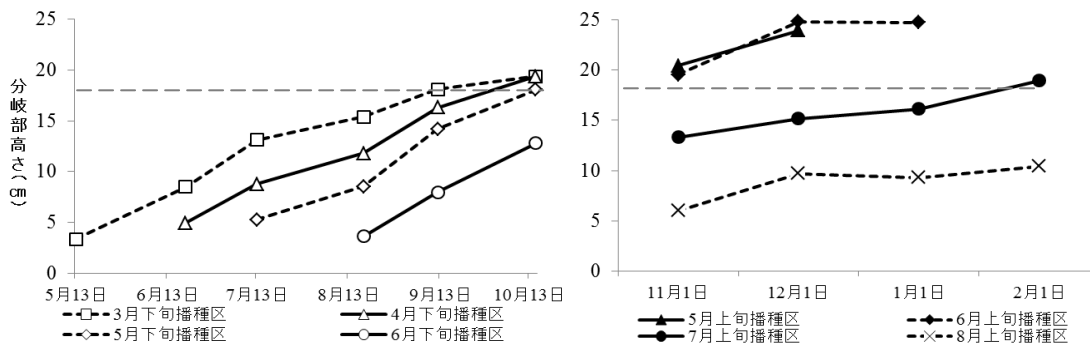 分岐部高さ(㎝)
25
20
15
10
5
0
5月13日 6月13日 7月13日 8月13日 9月13日 10月13日
3月下旬播種区 4月下旬播種区
5月下旬播種区 6月下旬播種区
25
20
15
10
5
0
11月1日 12月1日 1月1日 2月1日
5月上旬播種区 6月上旬播種区
7月上旬播種区 8月上旬播種区